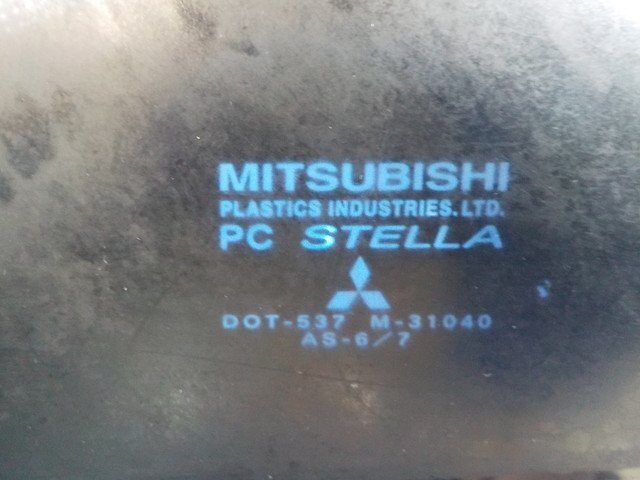 MITSUBISHI
PLASTICS INDUSTRIES.LTD.
PC STELLA
DOT-537 M-31040
AS-6/7